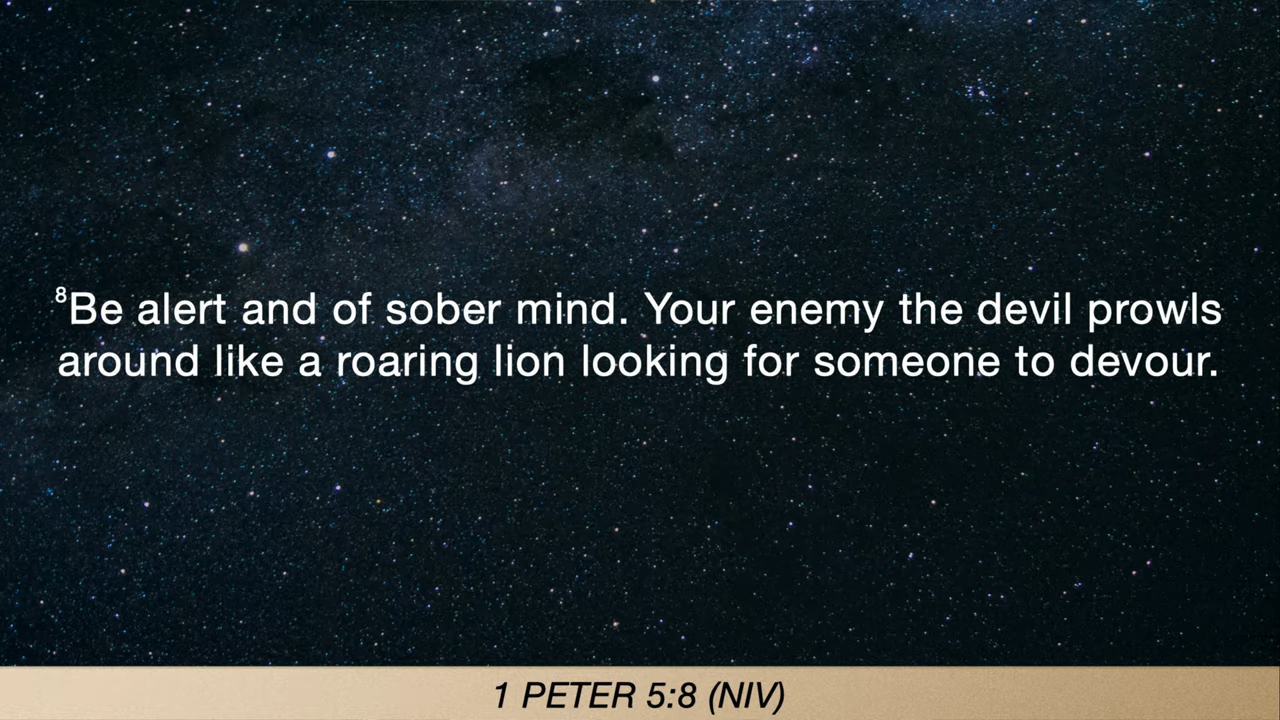 ⁸Be alert and of sober mind. Your enemy the devil prowls
around like a roaring lion looking for someone to devour.
1 PETER 5:8 (NIV)